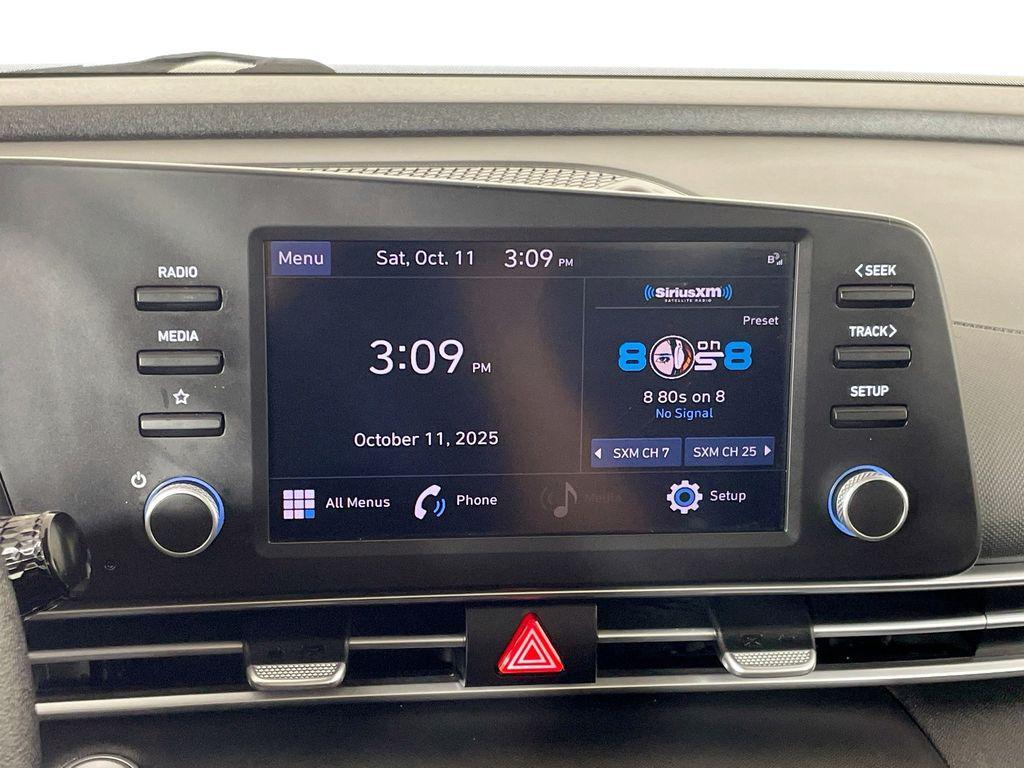 RADIO
MEDIA
Menu
Sat, Oct. 11
3:09 PM
B
((SiriusXM))
SATELLITE RADIO
Preset
3:09 PM
October 11, 2025
80s on 8
8 80s on 8
No Signal
SXM CH 7
SXM CH 25
All Menus
Phone
Media
Setup
<SEEK
TRACK>
SETUP